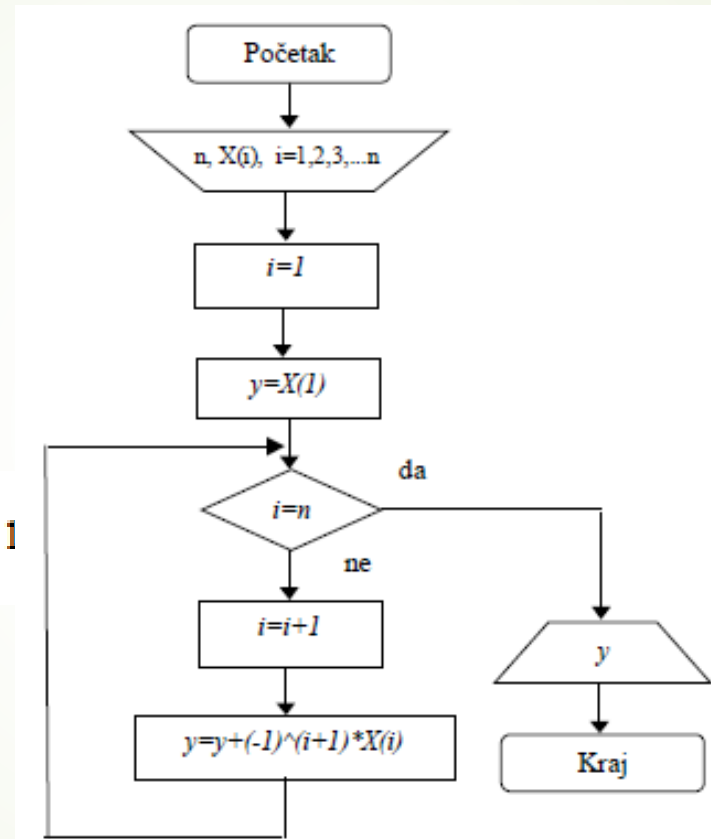 Početak
n, X(i), i=1,2,3,...n
i=1
y=X(1)
da
i=n
ne
i=i+1
y
y=y+(-1)^(i+1)*X(i)
Kraj